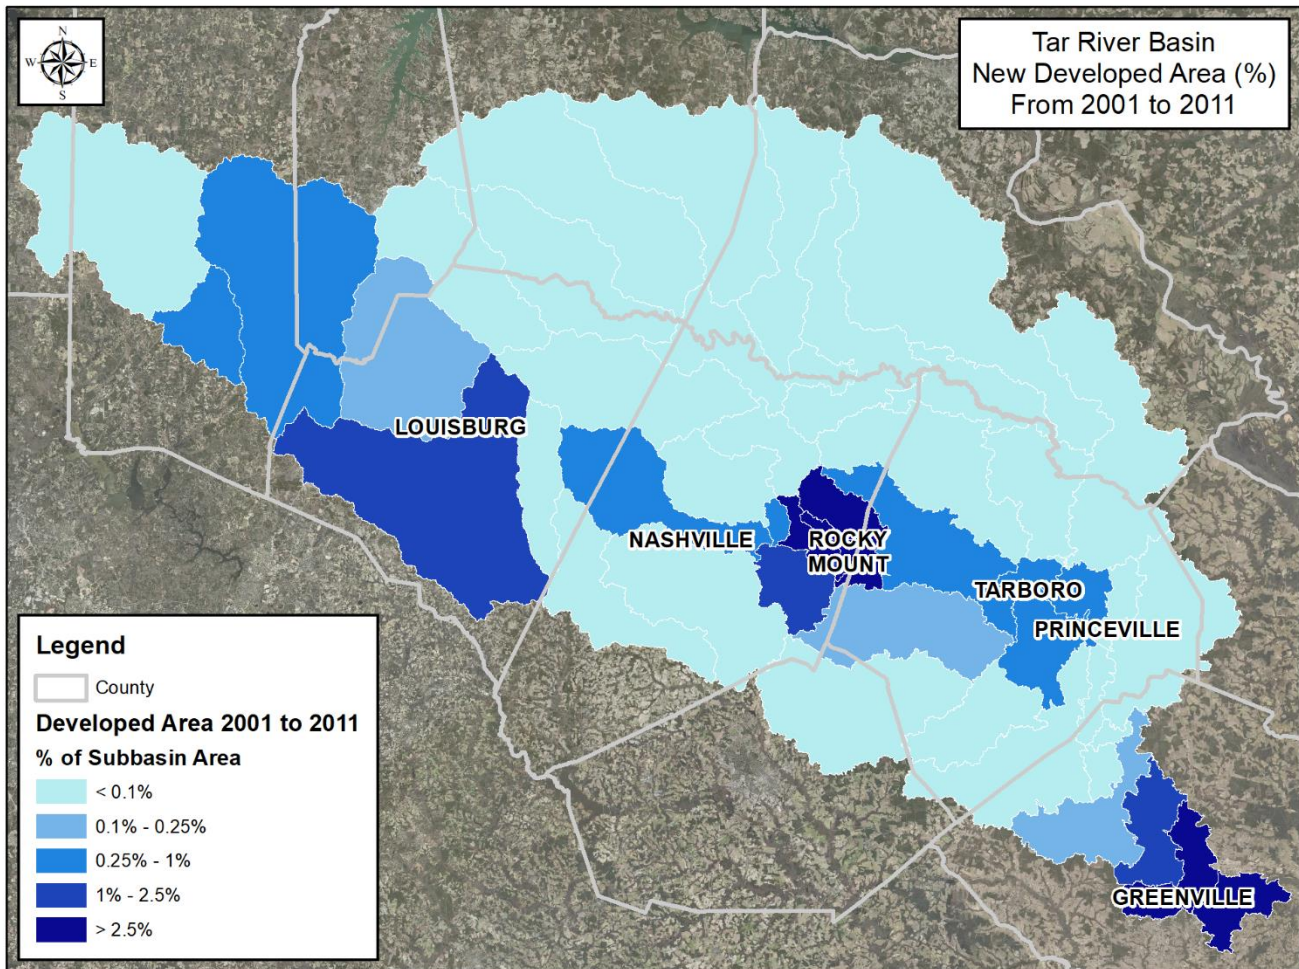 N
W E
S
Tar River Basin
New Developed Area (%)
From 2001 to 2011
LOUISBURG
NASHVILLE
ROCKY
MOUNT
TARBORO
PRINCEVILLE
GREENVILLE
Legend
County
Developed Area 2001 to 2011
% of Subbasin Area
< 0.1%
0.1% - 0.25%
0.25% - 1%
1% - 2.5%
> 2.5%